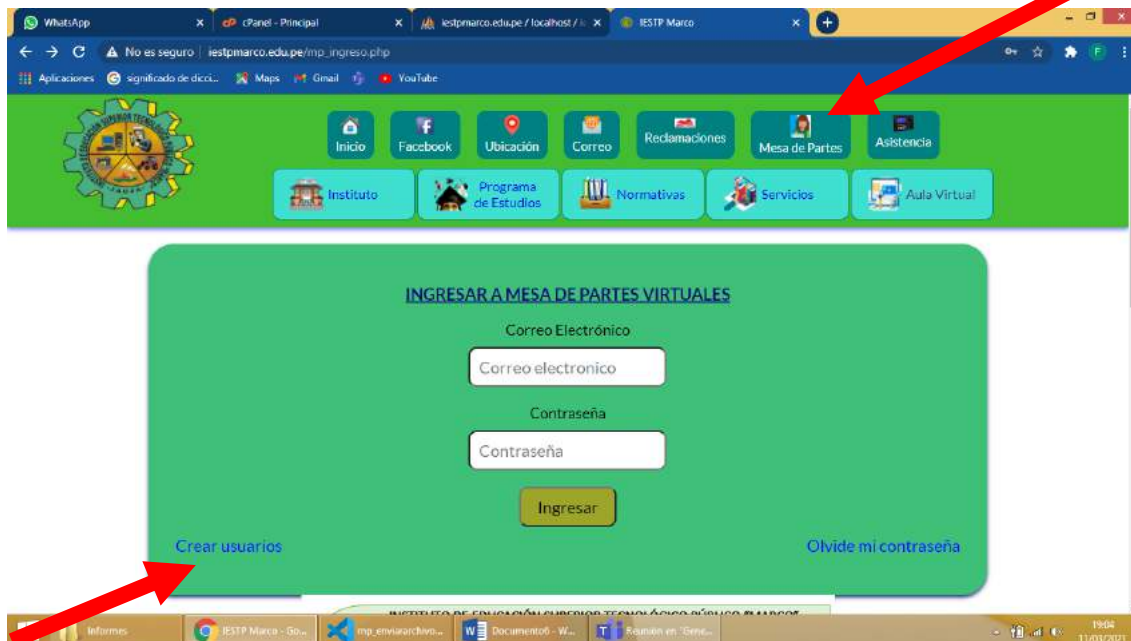 WhatsApp
cPanel - Principal
iestpmarco.edu.pe / localhost /
IESTP Marco
No es seguro
iestpmarco.edu.pe/mp_ingreso.php
Aplicaciones
significado de dicci...
Maps
Gmail
YouTube
Inicio
Facebook
Ubicación
Correo
Reclamaciones
Mesa de Partes
Asistencia
Instituto
Programa
de Estudios
Normativas
Servicios
Aula Virtual
INGRESAR A MESA DE PARTES VIRTUALES
Correo Electrónico
Correo electronico
Contraseña
Contraseña
Ingresar
Crear usuarios
Olvide mi contraseña
Informes
IESTP Marco - Go...
mp_enviararchivo...
Documento6 - W...
Reunión en "Gene...
19:04
11/03/2021